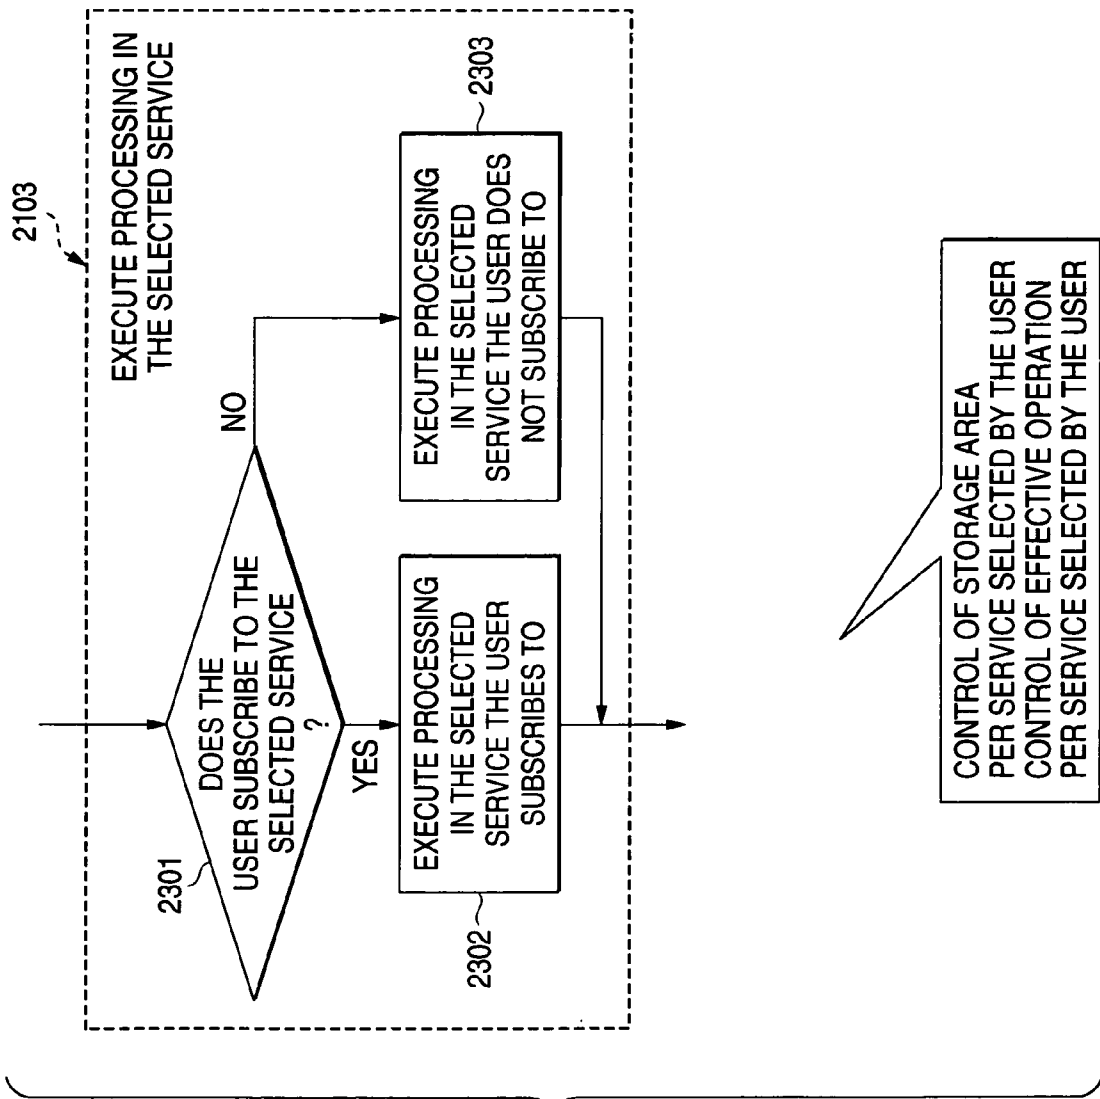 2103
EXECUTE PROCESSING IN
THE SELECTED SERVICE
2301
DOES THE
USER SUBSCRIBE TO THE
SELECTED SERVICE
?
NO
YES
2302
EXECUTE PROCESSING
IN THE SELECTED
SERVICE THE USER
SUBSCRIBES TO
2303
EXECUTE PROCESSING
IN THE SELECTED
SERVICE THE USER DOES
NOT SUBSCRIBE TO
CONTROL OF STORAGE AREA
PER SERVICE SELECTED BY THE USER
CONTROL OF EFFECTIVE OPERATION
PER SERVICE SELECTED BY THE USER